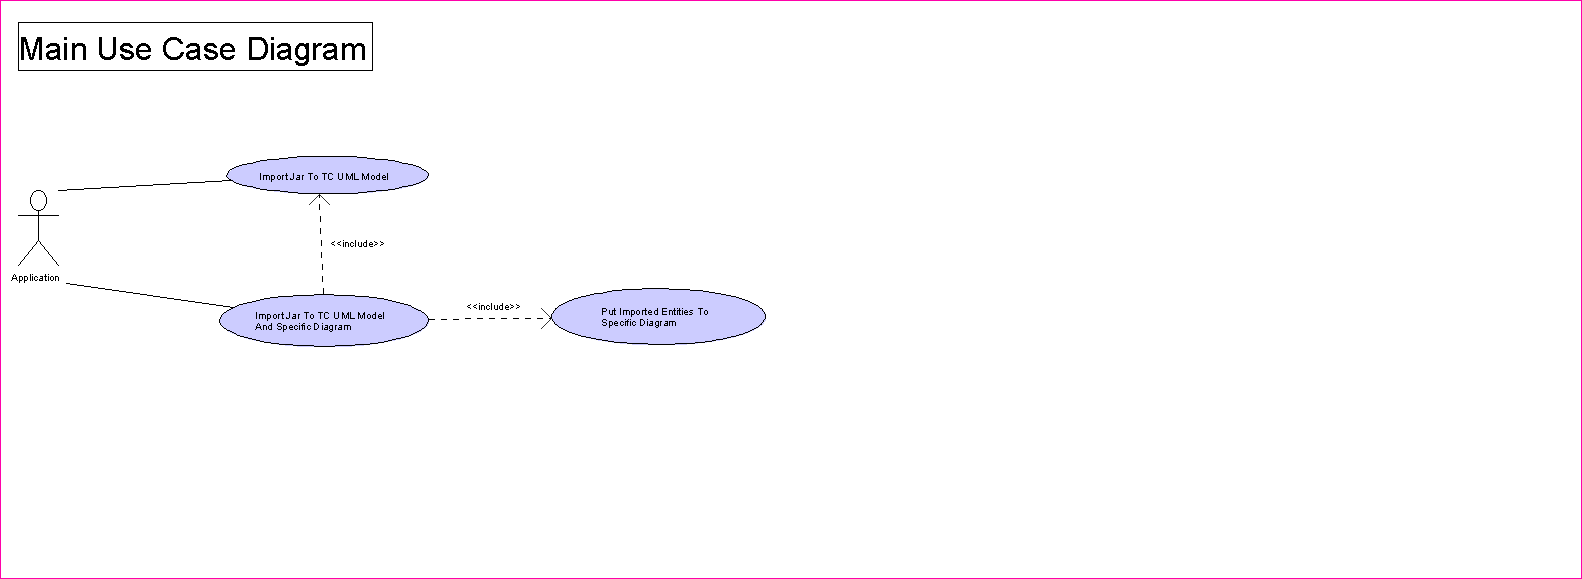 Main Use Case Diagram
Import Jar To TC UML Model
<<include>>
Application
Import Jar To TC UML Model
And Specific Diagram
<<include>>
Put Imported Entities To
Specific Diagram